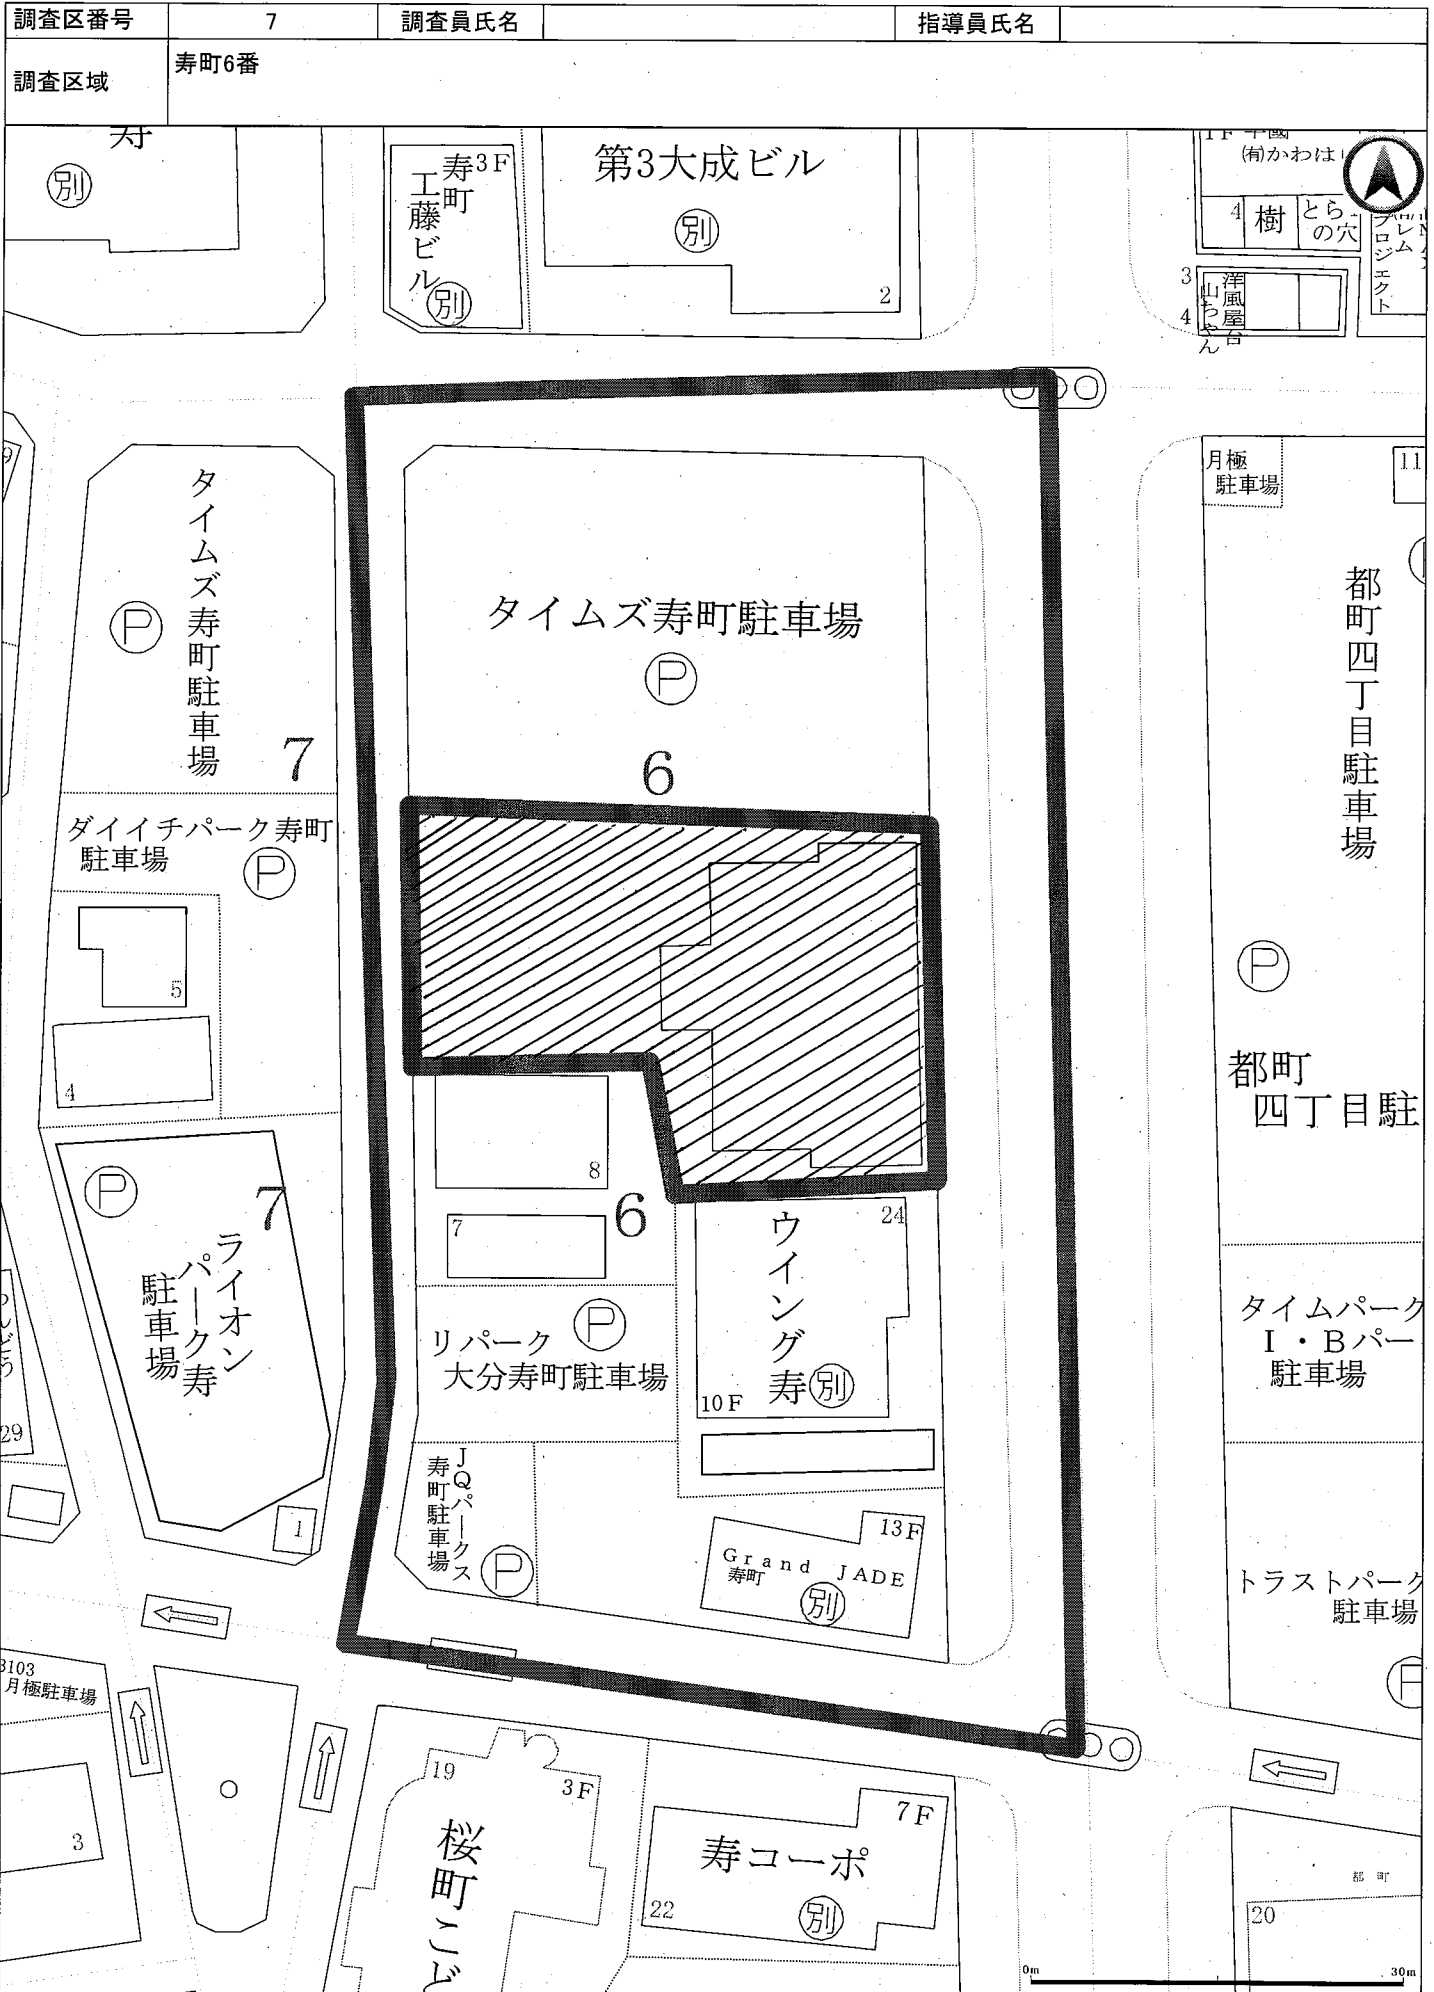 調査区番号 7 調査員氏名 指導員氏名
調査区域 寿町6番
寿
別
寿町
工藤ビル
3F
別
第3大成ビル
別
2
(有)かわは
4
樹
とら
の穴
プロジェクト
3
4
洋風屋台
山ちゃん
タイムズ寿町駐車場
P
7
タイムズ寿町駐車場
P
6
月極
駐車場
11
都町四丁目駐車場
P
都町
四丁目駐
ダイイチパーク寿町
駐車場
P
5
4
8
7
6
P
7
ライオン
パーク寿
駐車場
1
29
リパーク
大分寿町駐車場
P
ウイング寿
別
24
10F
JQパークス
寿町駐車場
P
13F
Grand JADE
寿町
別
タイムパーク
I・Bパー
駐車場
トラストパーク
駐車場
P
3103
月極駐車場
3
19
3F
桜町こど
7F
寿コーポ
別
22
都町
20
0m 30m